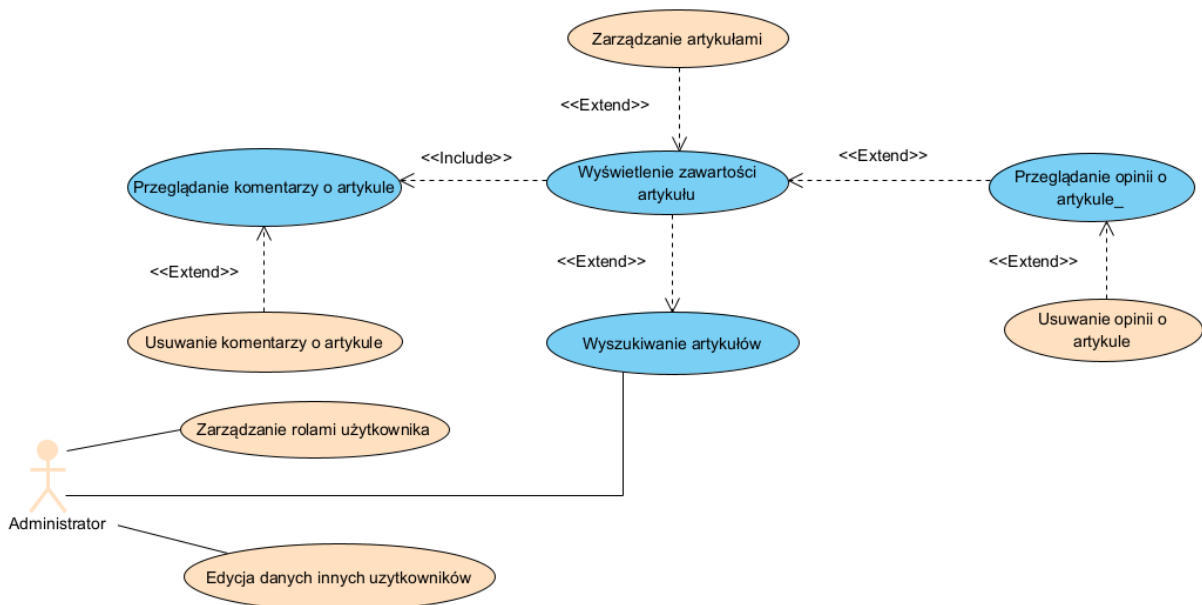 Zarządzanie artykułami
<<Extend>>
<<Include>>
<<Extend>>
Przeglądanie komentarzy o artykule
Wyświetlenie zawartości
artykułu
Przeglądanie opinii o
artykule_
<<Extend>>
<<Extend>>
<<Extend>>
Usuwanie komentarzy o artykule
Wyszukiwanie artykułów
Usuwanie opinii o
artykule
Zarządzanie rolami użytkownika
Administrator
Edycja danych innych uzytkowników